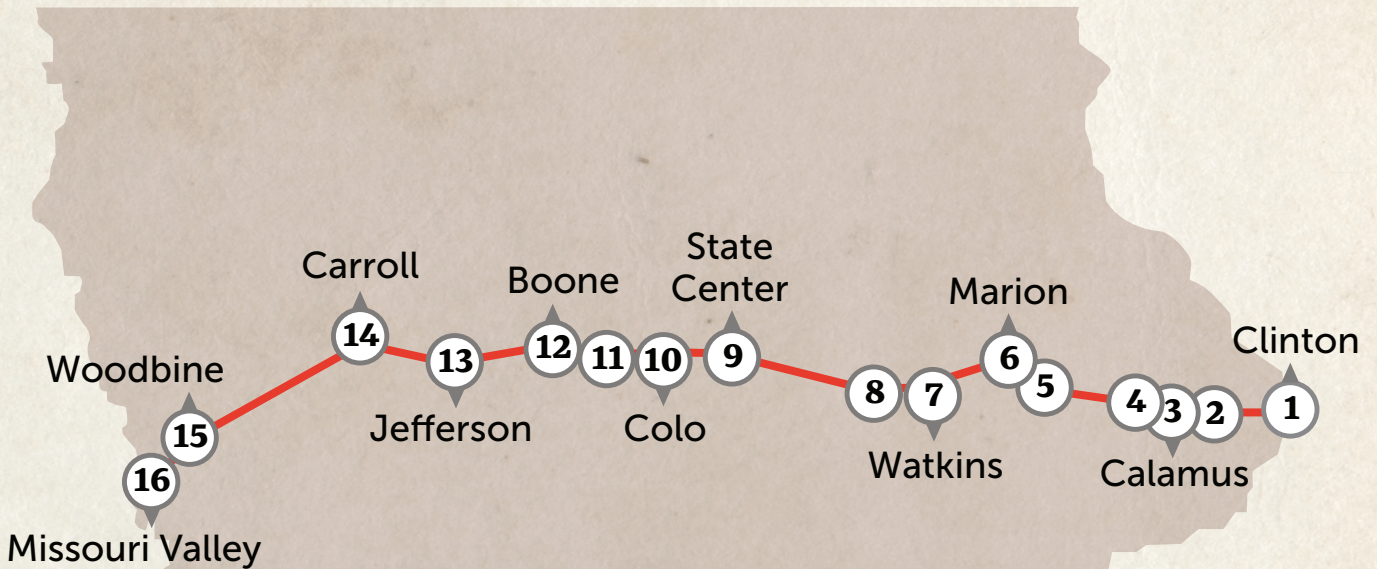 State
Center
Carroll
Boone
Marion
Clinton
Woodbine
14
13
12
11
10
9
6
5
8
7
4
3
2
1
Jefferson
Colo
15
Watkins
Calamus
16
Missouri Valley